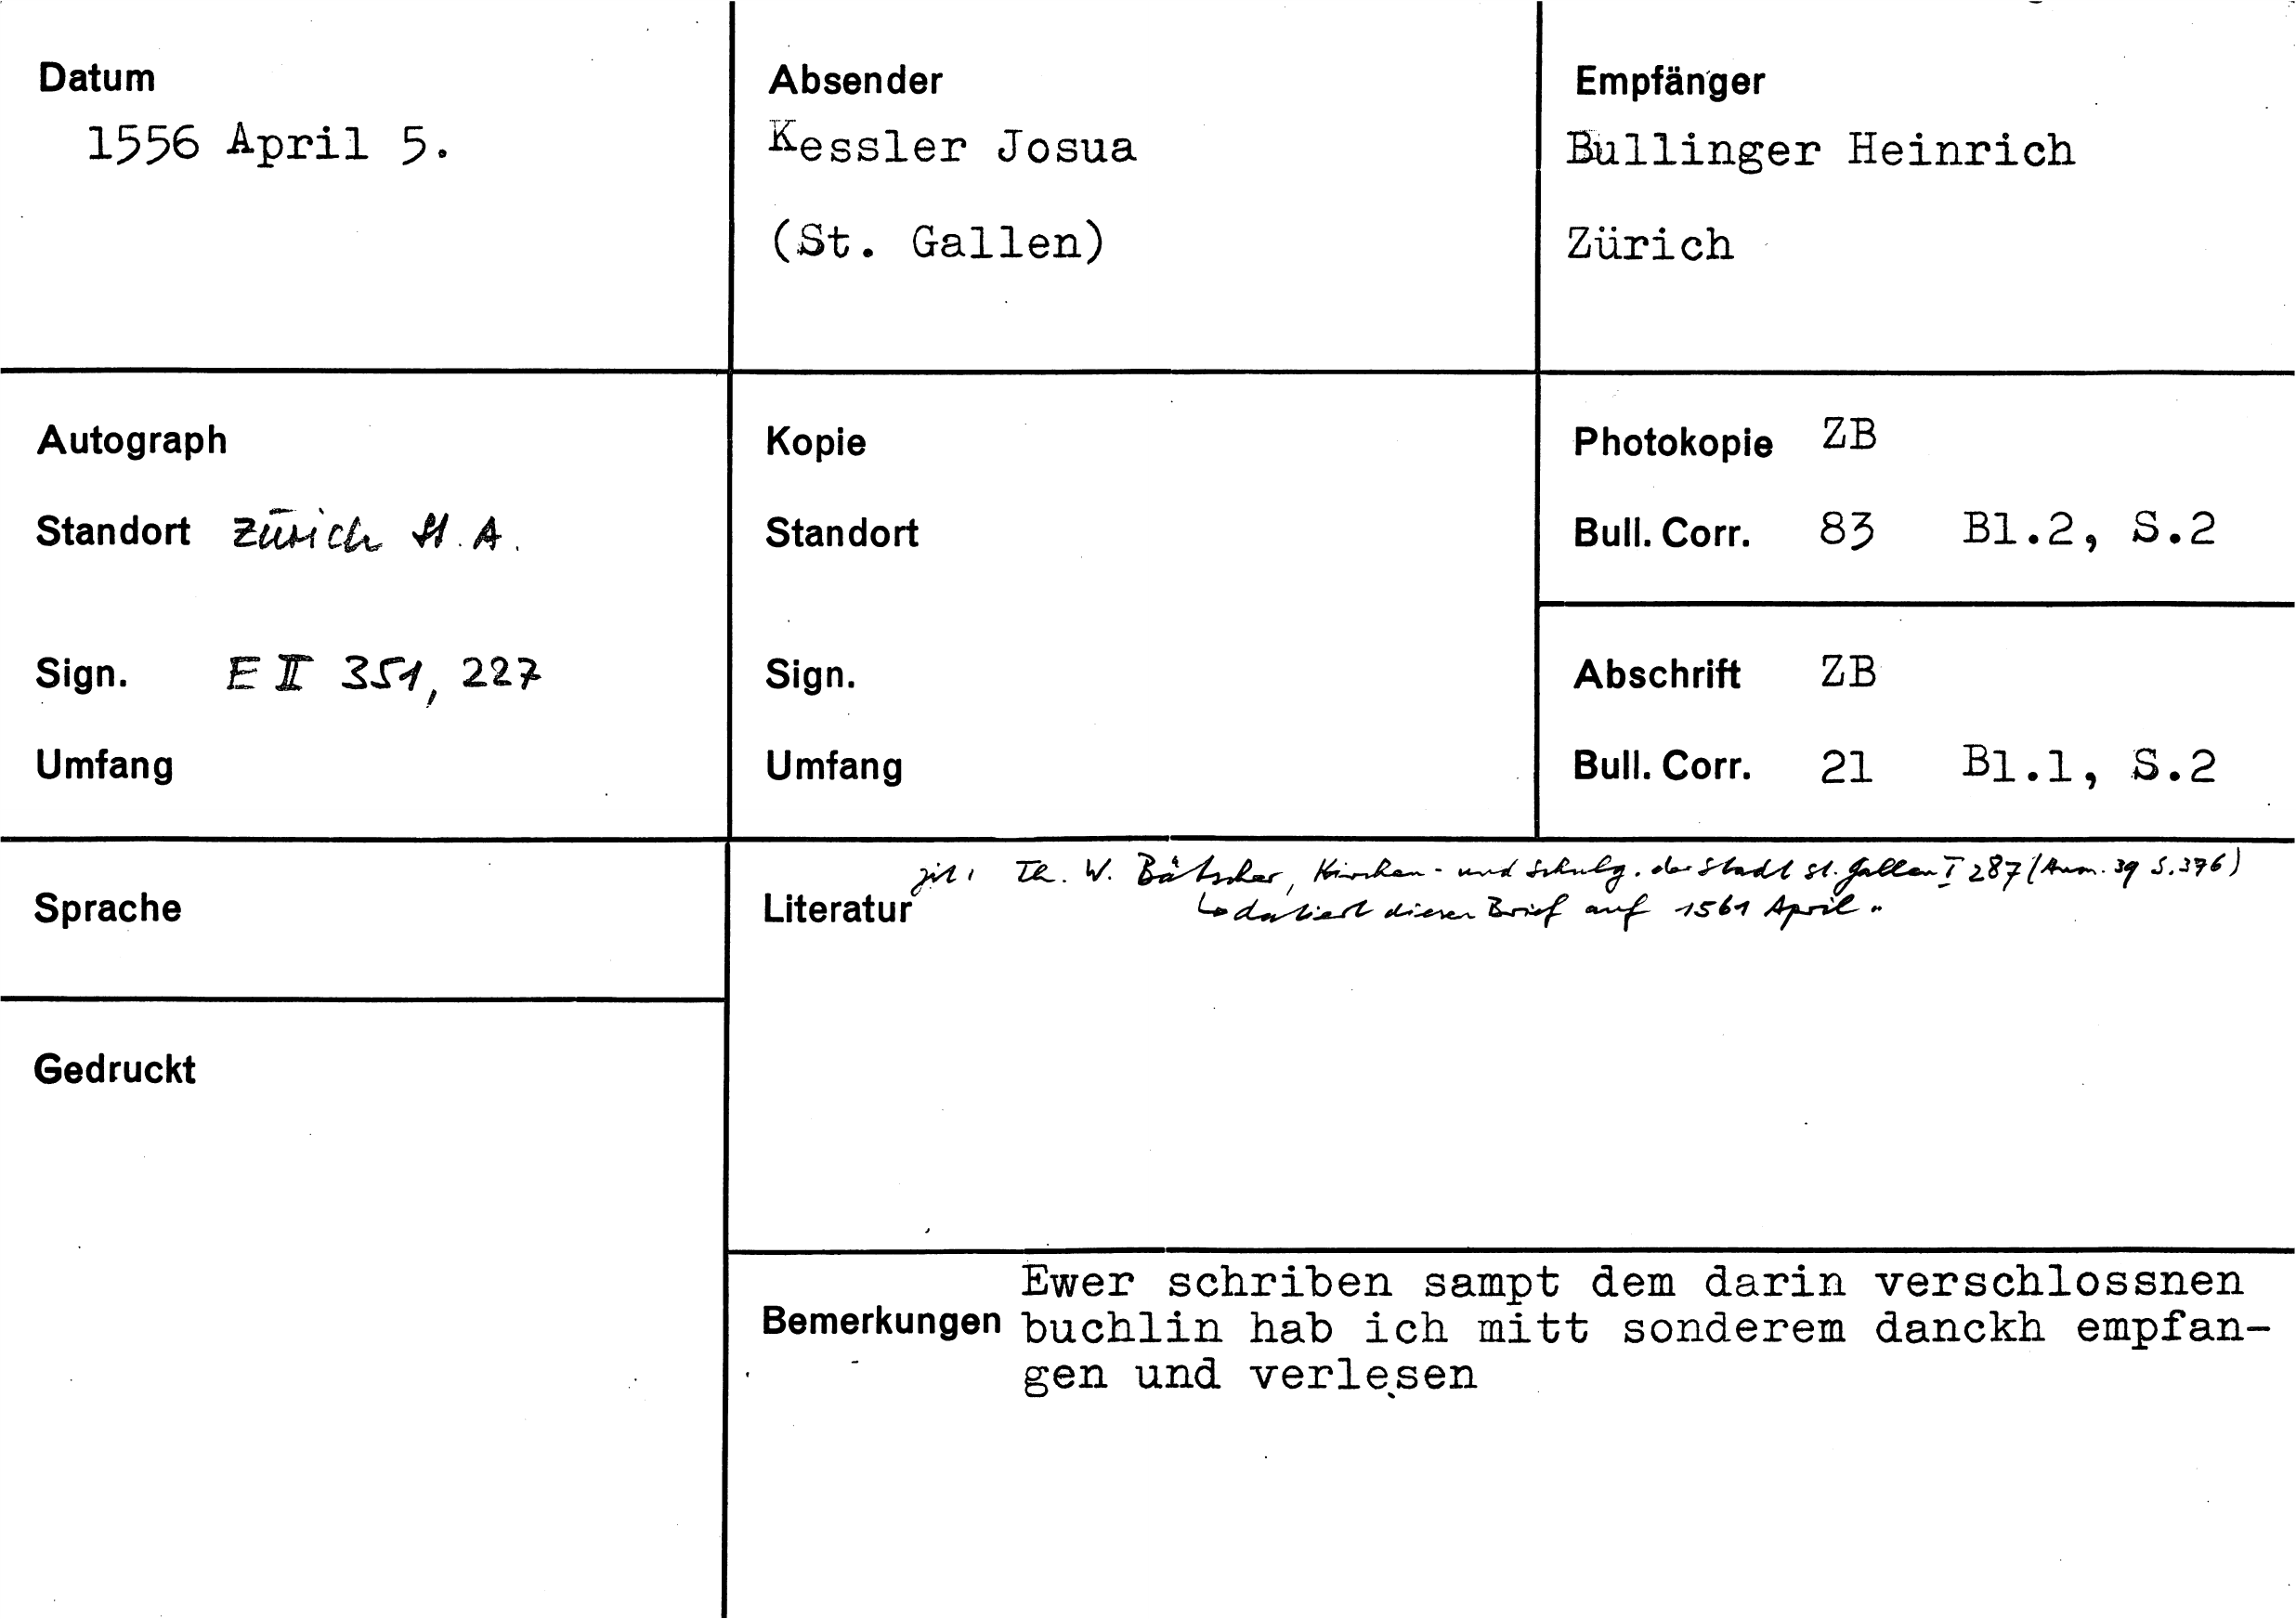 Datum
1556 April 5.
Absender
Kessler Josua
(St. Gallen)
Empfänger
Bullinger Heinrich
Zürich
Autograph
Standort Zürich St. A.
Sign. E II 351, 227
Umfang
Kopie
Standort
Sign.
Umfang
Photokopie ZB
Bull. Corr. 83 Bl.2, S.2
Abschrift ZB
Bull. Corr. 21 Bl.1, S.2
Sprache
Gedruckt
zit: Th. W. Bätscher, Kirchen- und Schulg. der Stadt St. Gallen I 287 (Anm. 39 S. 376)
Literatur
datiert diesen Brief auf 1561 April.
Ewer schriben sampt dem darin verschlossnen
Bemerkungen buchlin hab ich mitt sonderem danckh empfan-
gen und verlesen